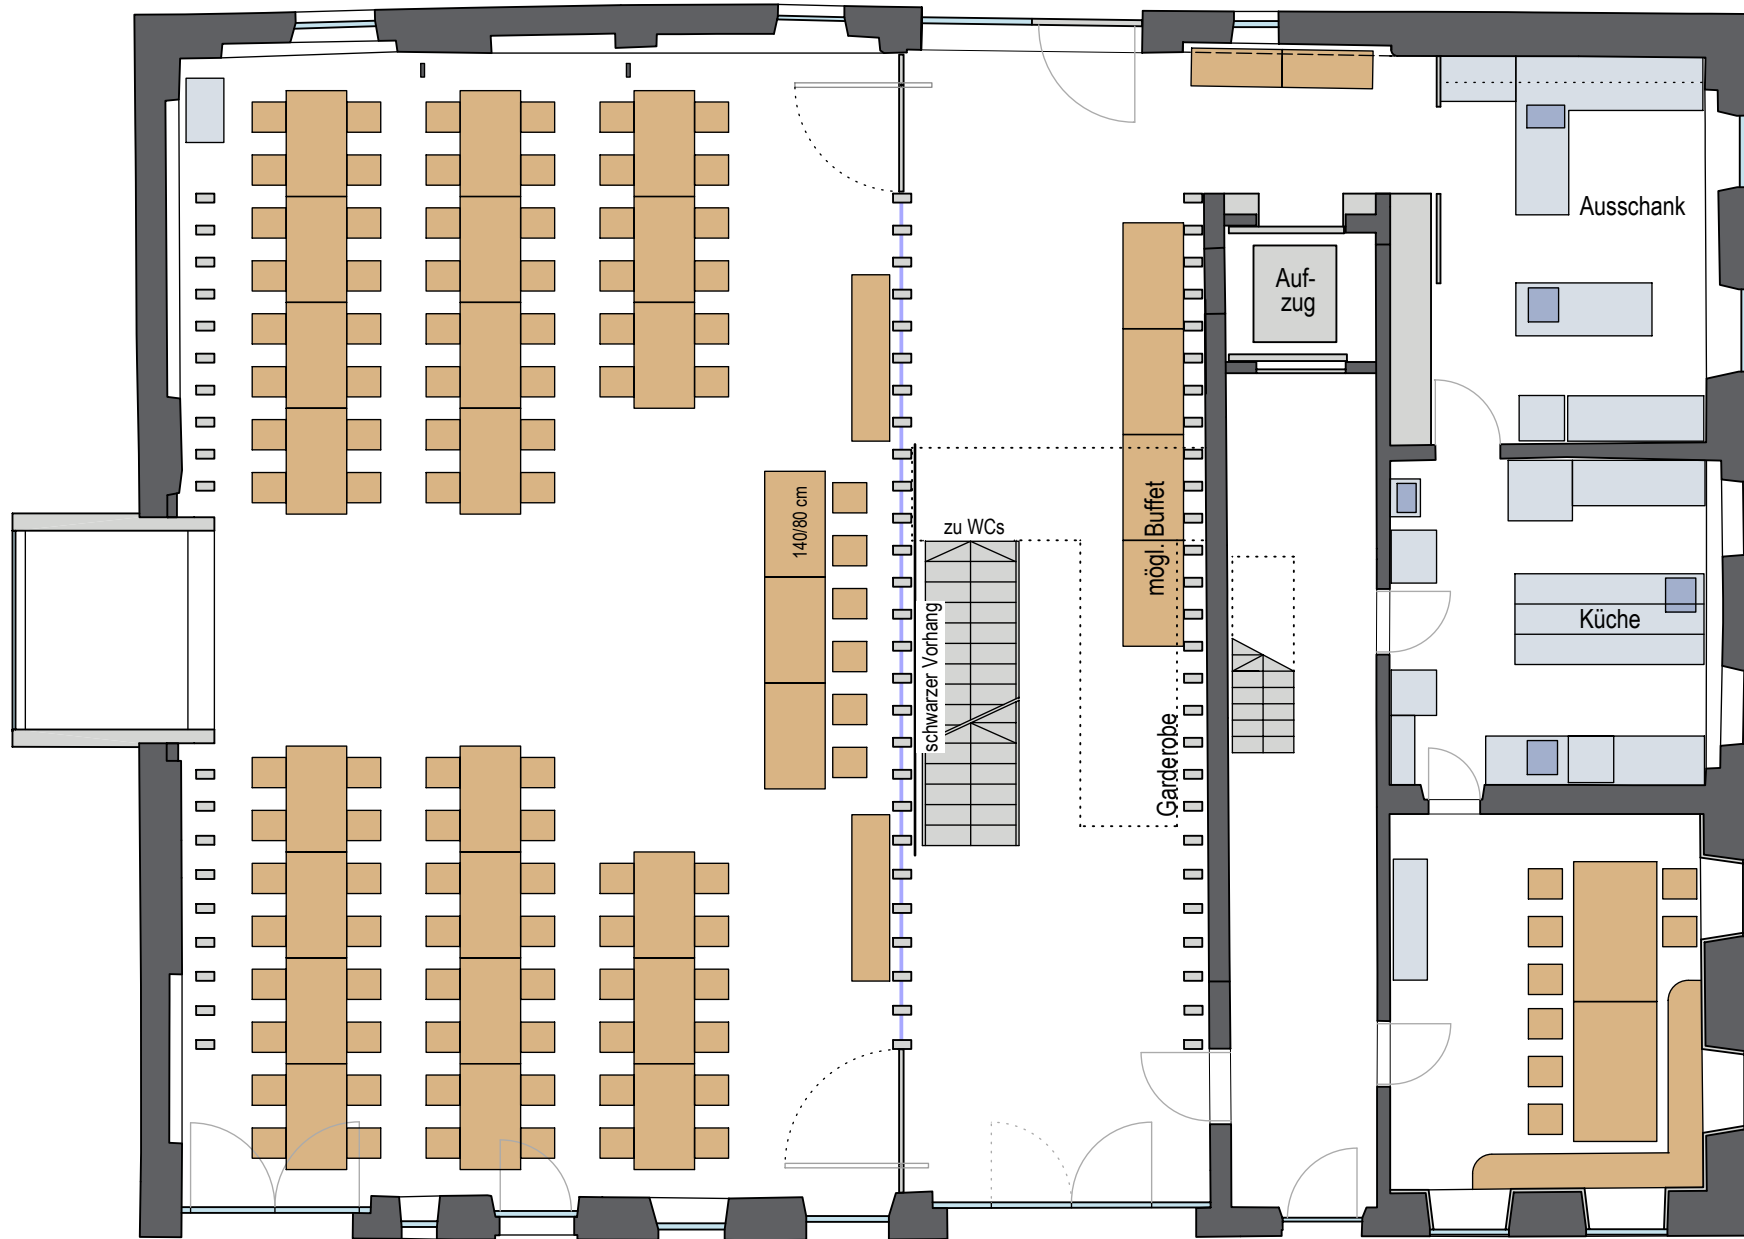 Ausschank
Auf-
zug
140/80 cm
mögl. Buffet
zu WCs
schwarzer Vorhang
Küche
Garderobe